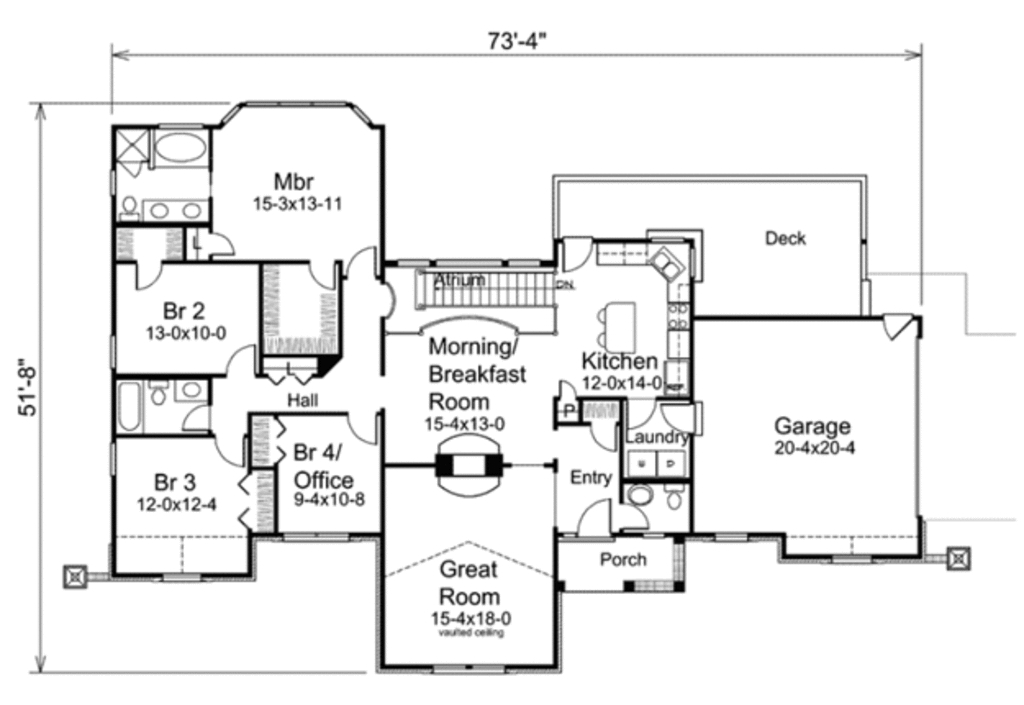 73'-4"
51'-8"
Mbr
15-3x13-11
Deck
Atrium
DN
Br 2
13-0x10-0
L
L
Morning/
Breakfast
Room
15-4x13-0
Kitchen
12-0x14-0
Hall
P
Garage
20-4x20-4
Laundry
Br 4/
Office
9-4x10-8
Br 3
12-0x12-4
Entry
Porch
Great
Room
15-4x18-0
vaulted ceiling